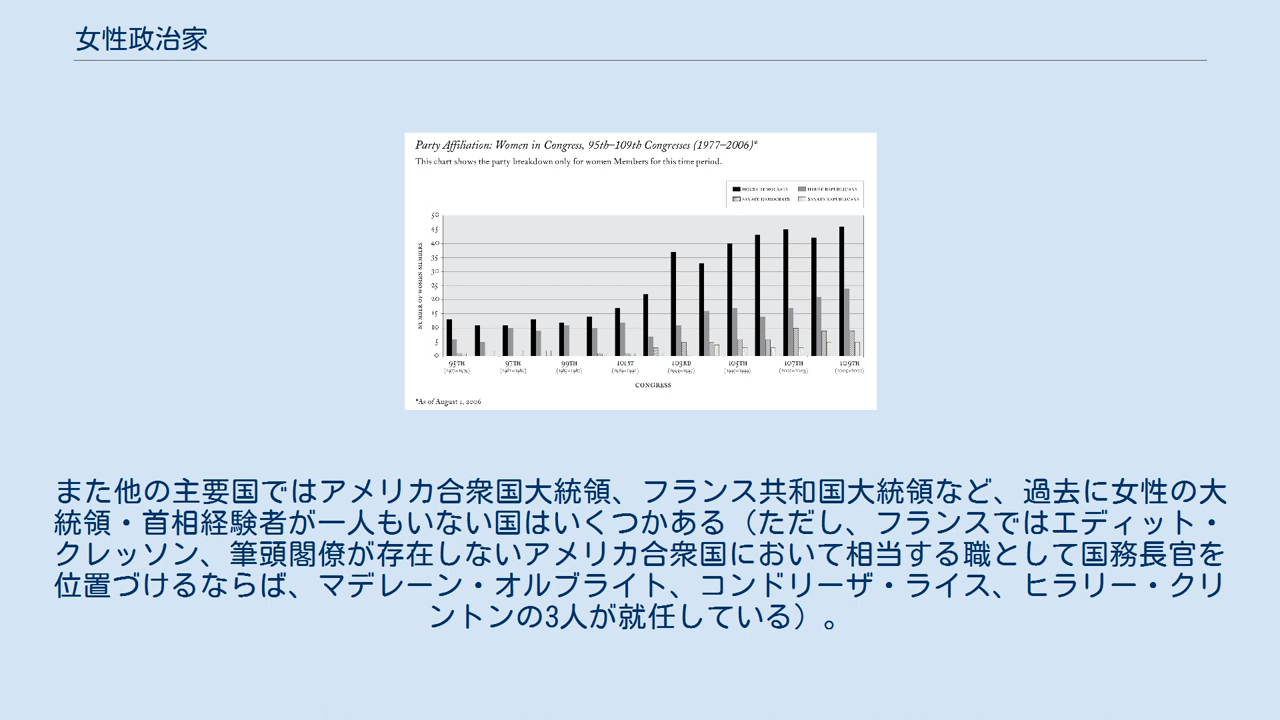 女性政治家
Party Affiliation: Women in Congress, 95th–109th Congresses (1977–2006)*
This chart shows the party breakdown only for women Members for this time period.
HOUSE DEMOCRATS HOUSE REPUBLICANS
SENATE DEMOCRATS SENATE REPUBLICANS
NUMBER OF WOMEN MEMBERS
50
45
40
35
30
25
20
15
10
5
0
95TH 97TH 99TH 101ST 103RD 105TH 107TH 109TH
CONGRESS
*As of August 1, 2006
また他の主要国ではアメリカ合衆国大統領、フランス共和国大統領など、過去に女性の大
統領・首相経験者が一人もいない国はいくつかある（ただし、フランスではエディット・
クレッソン、筆頭閣僚が存在しないアメリカ合衆国において相当する職として国務長官を
位置づけるならば、マデレーン・オルブライト、コンドリーザ・ライス、ヒラリー・クリ
ントンの3人が就任している）。